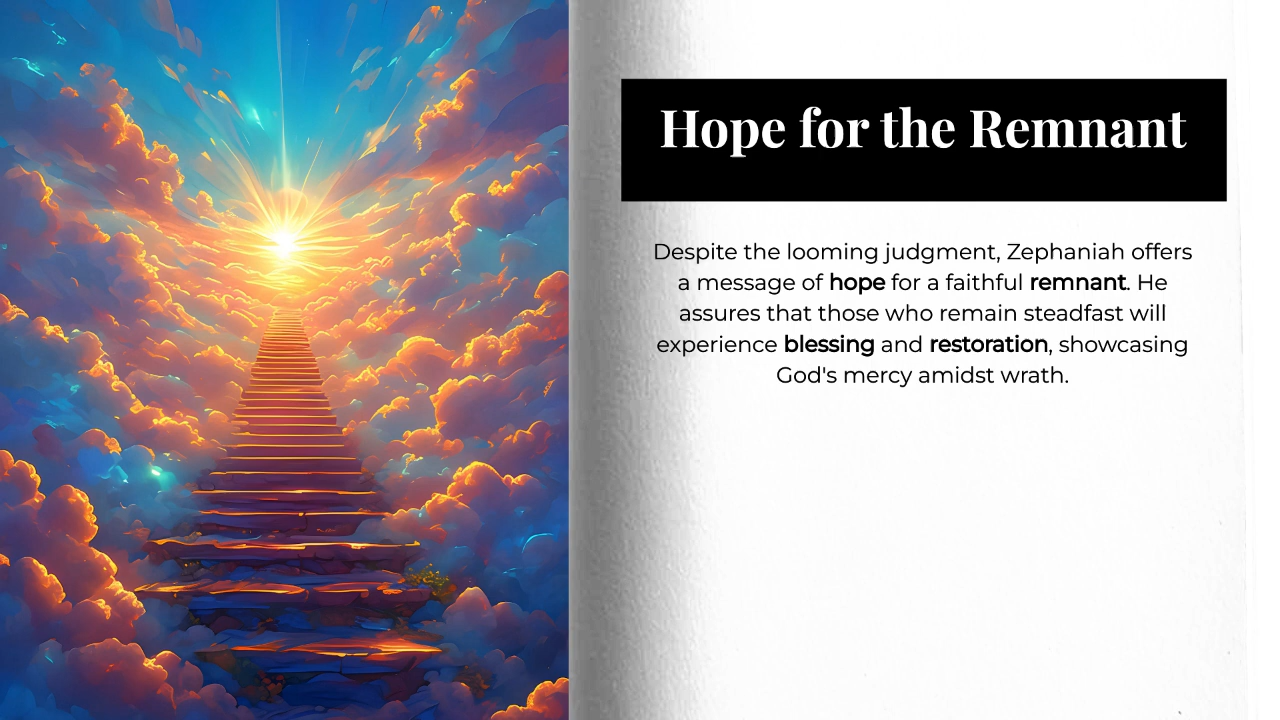 Hope for the Remnant
Despite the looming judgment, Zephaniah offers
a message of hope for a faithful remnant. He
assures that those who remain steadfast will
experience blessing and restoration, showcasing
God's mercy amidst wrath.